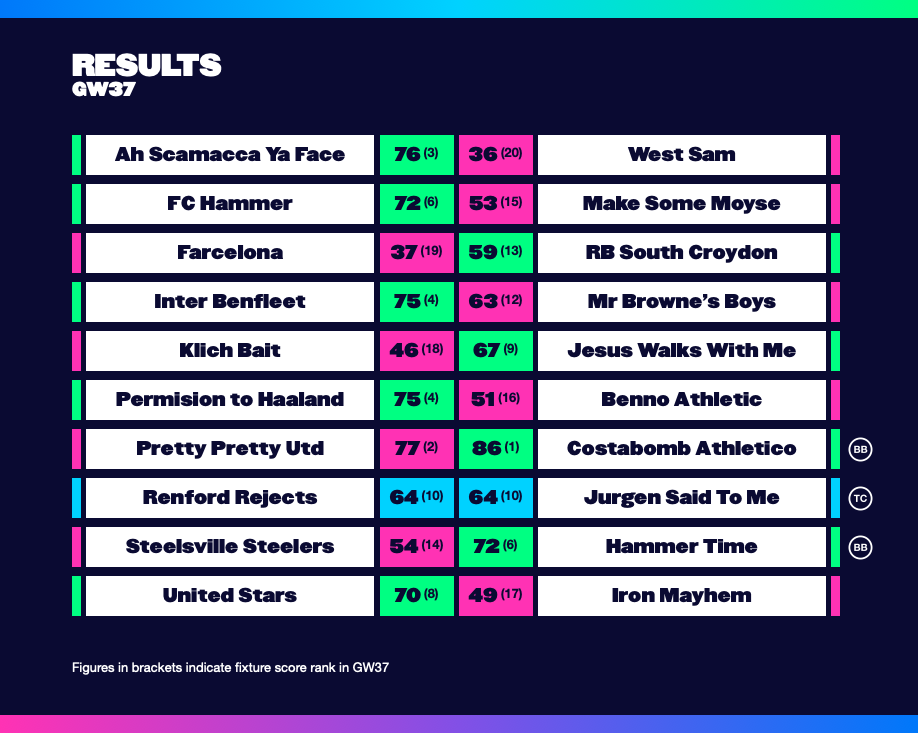 RESULTS
GW37
Ah Scamacca Ya Face 76 (3) 36 (20) West Sam
FC Hammer 72 (6) 53 (15) Make Some Moyse
Farcelona 37 (19) 59 (13) RB South Croydon
Inter Benfleet 75 (4) 63 (12) Mr Browne’s Boys
Klich Bait 46 (18) 67 (9) Jesus Walks With Me
Permision to Haaland 75 (4) 51 (16) Benno Athletic
Pretty Pretty Utd 77 (2) 86 (1) Costabomb Athletico BB
Renford Rejects 64 (10) 64 (10) Jurgen Said To Me TC
Steelsville Steelers 54 (14) 72 (6) Hammer Time BB
United Stars 70 (8) 49 (17) Iron Mayhem
Figures in brackets indicate fixture score rank in GW37